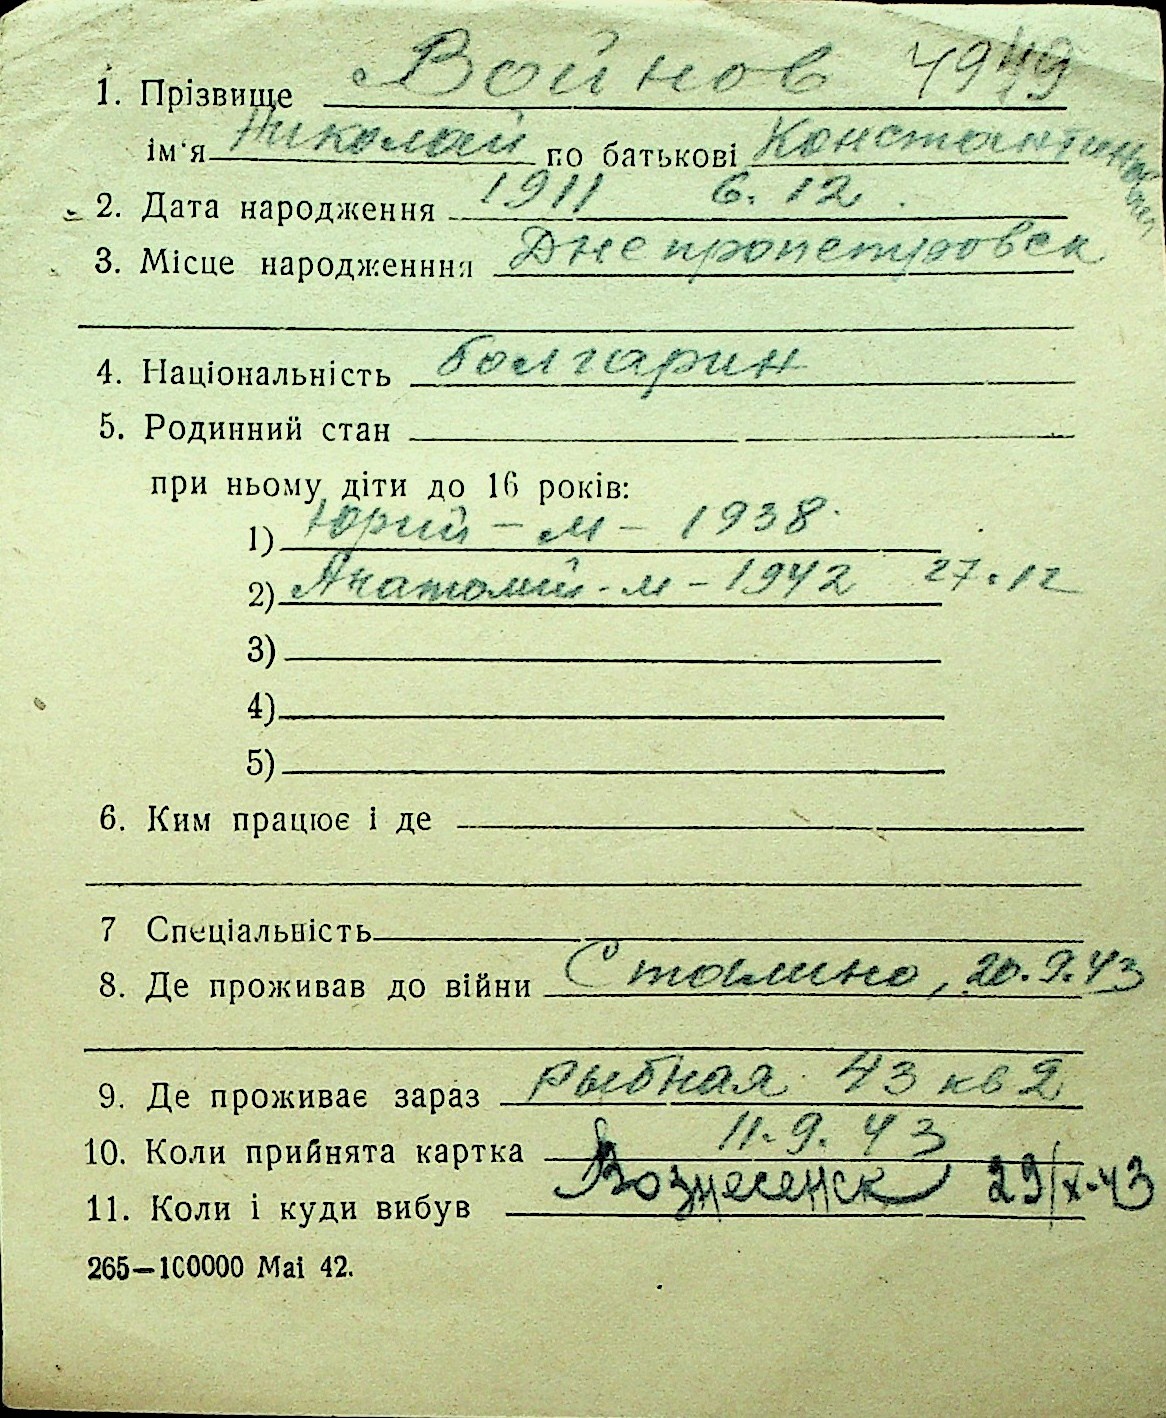 1. Прізвище Войнов 4949
ім'я Николай по батькові Константинович
2. Дата народження 1911 6.12.
3. Місце народженння Днепропетровск
4. Національність болгарин
5. Родинний стан
при ньому діти до 16 років:
1) Юрий - м - 1938.
2) Анатолий - м - 1942 27.12
3)
4)
5)
6. Ким працює і де
7 Спеціальність
8. Де проживав до війни Сталино, 20.9.43
9. Де проживає зараз Рыбная 43 кв 2
10. Коли прийнята картка 11.9.43
11. Коли і куди вибув Вознесенск 29/X-43
265—100000 Mai 42.